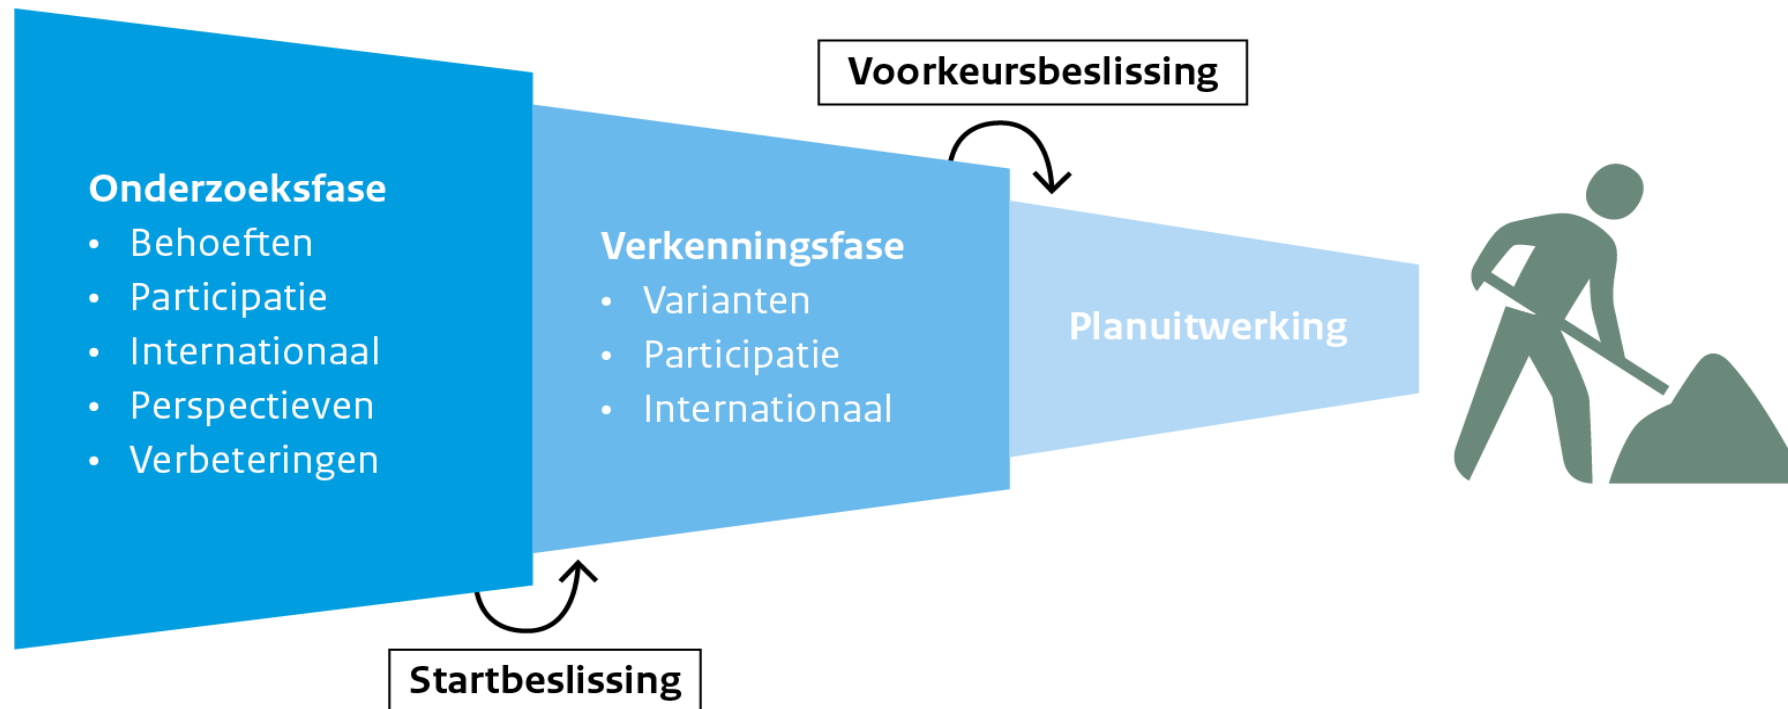 Onderzoeksfase
• Behoeften
• Participatie
• Internationaal
• Perspectieven
• Verbeteringen
Startbeslissing
Verkenningsfase
• Varianten
• Participatie
• Internationaal
Voorkeursbeslissing
Planuitwerking